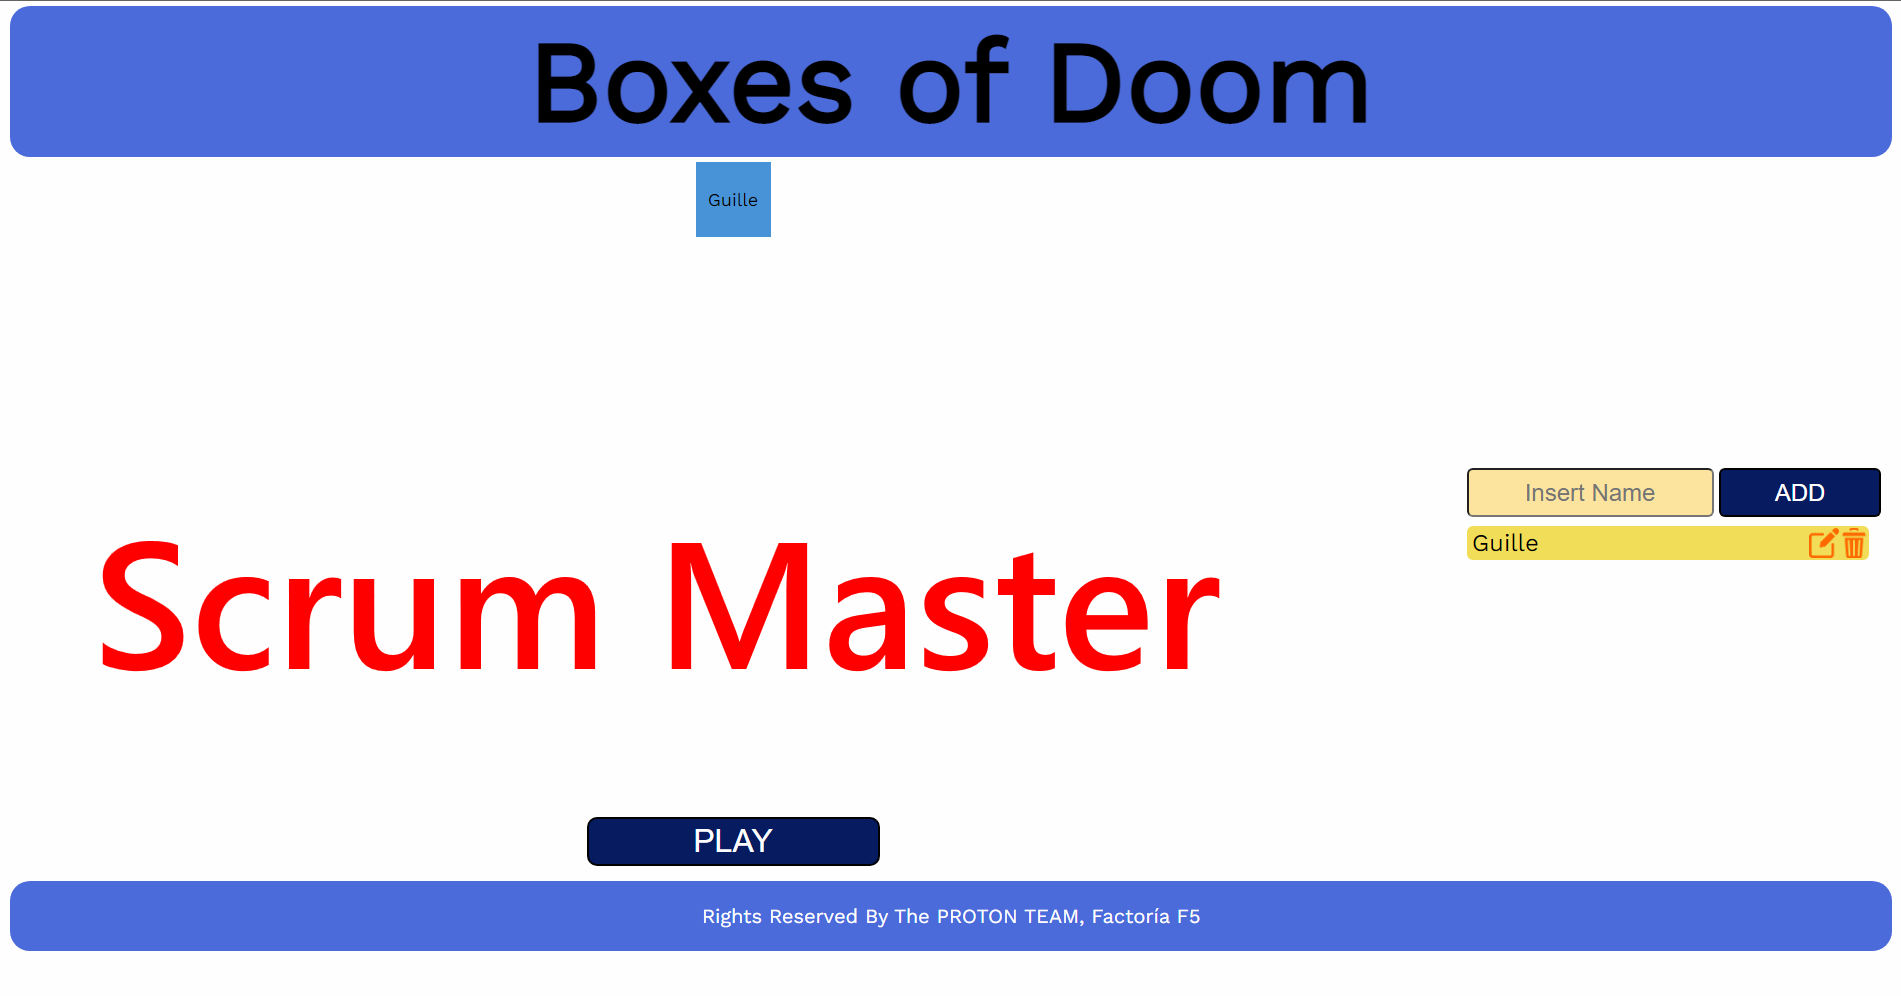 Boxes of Doom
Guille
Insert Name
ADD
Guille
Scrum Master
PLAY
Rights Reserved By The PROTON TEAM, Factoría F5